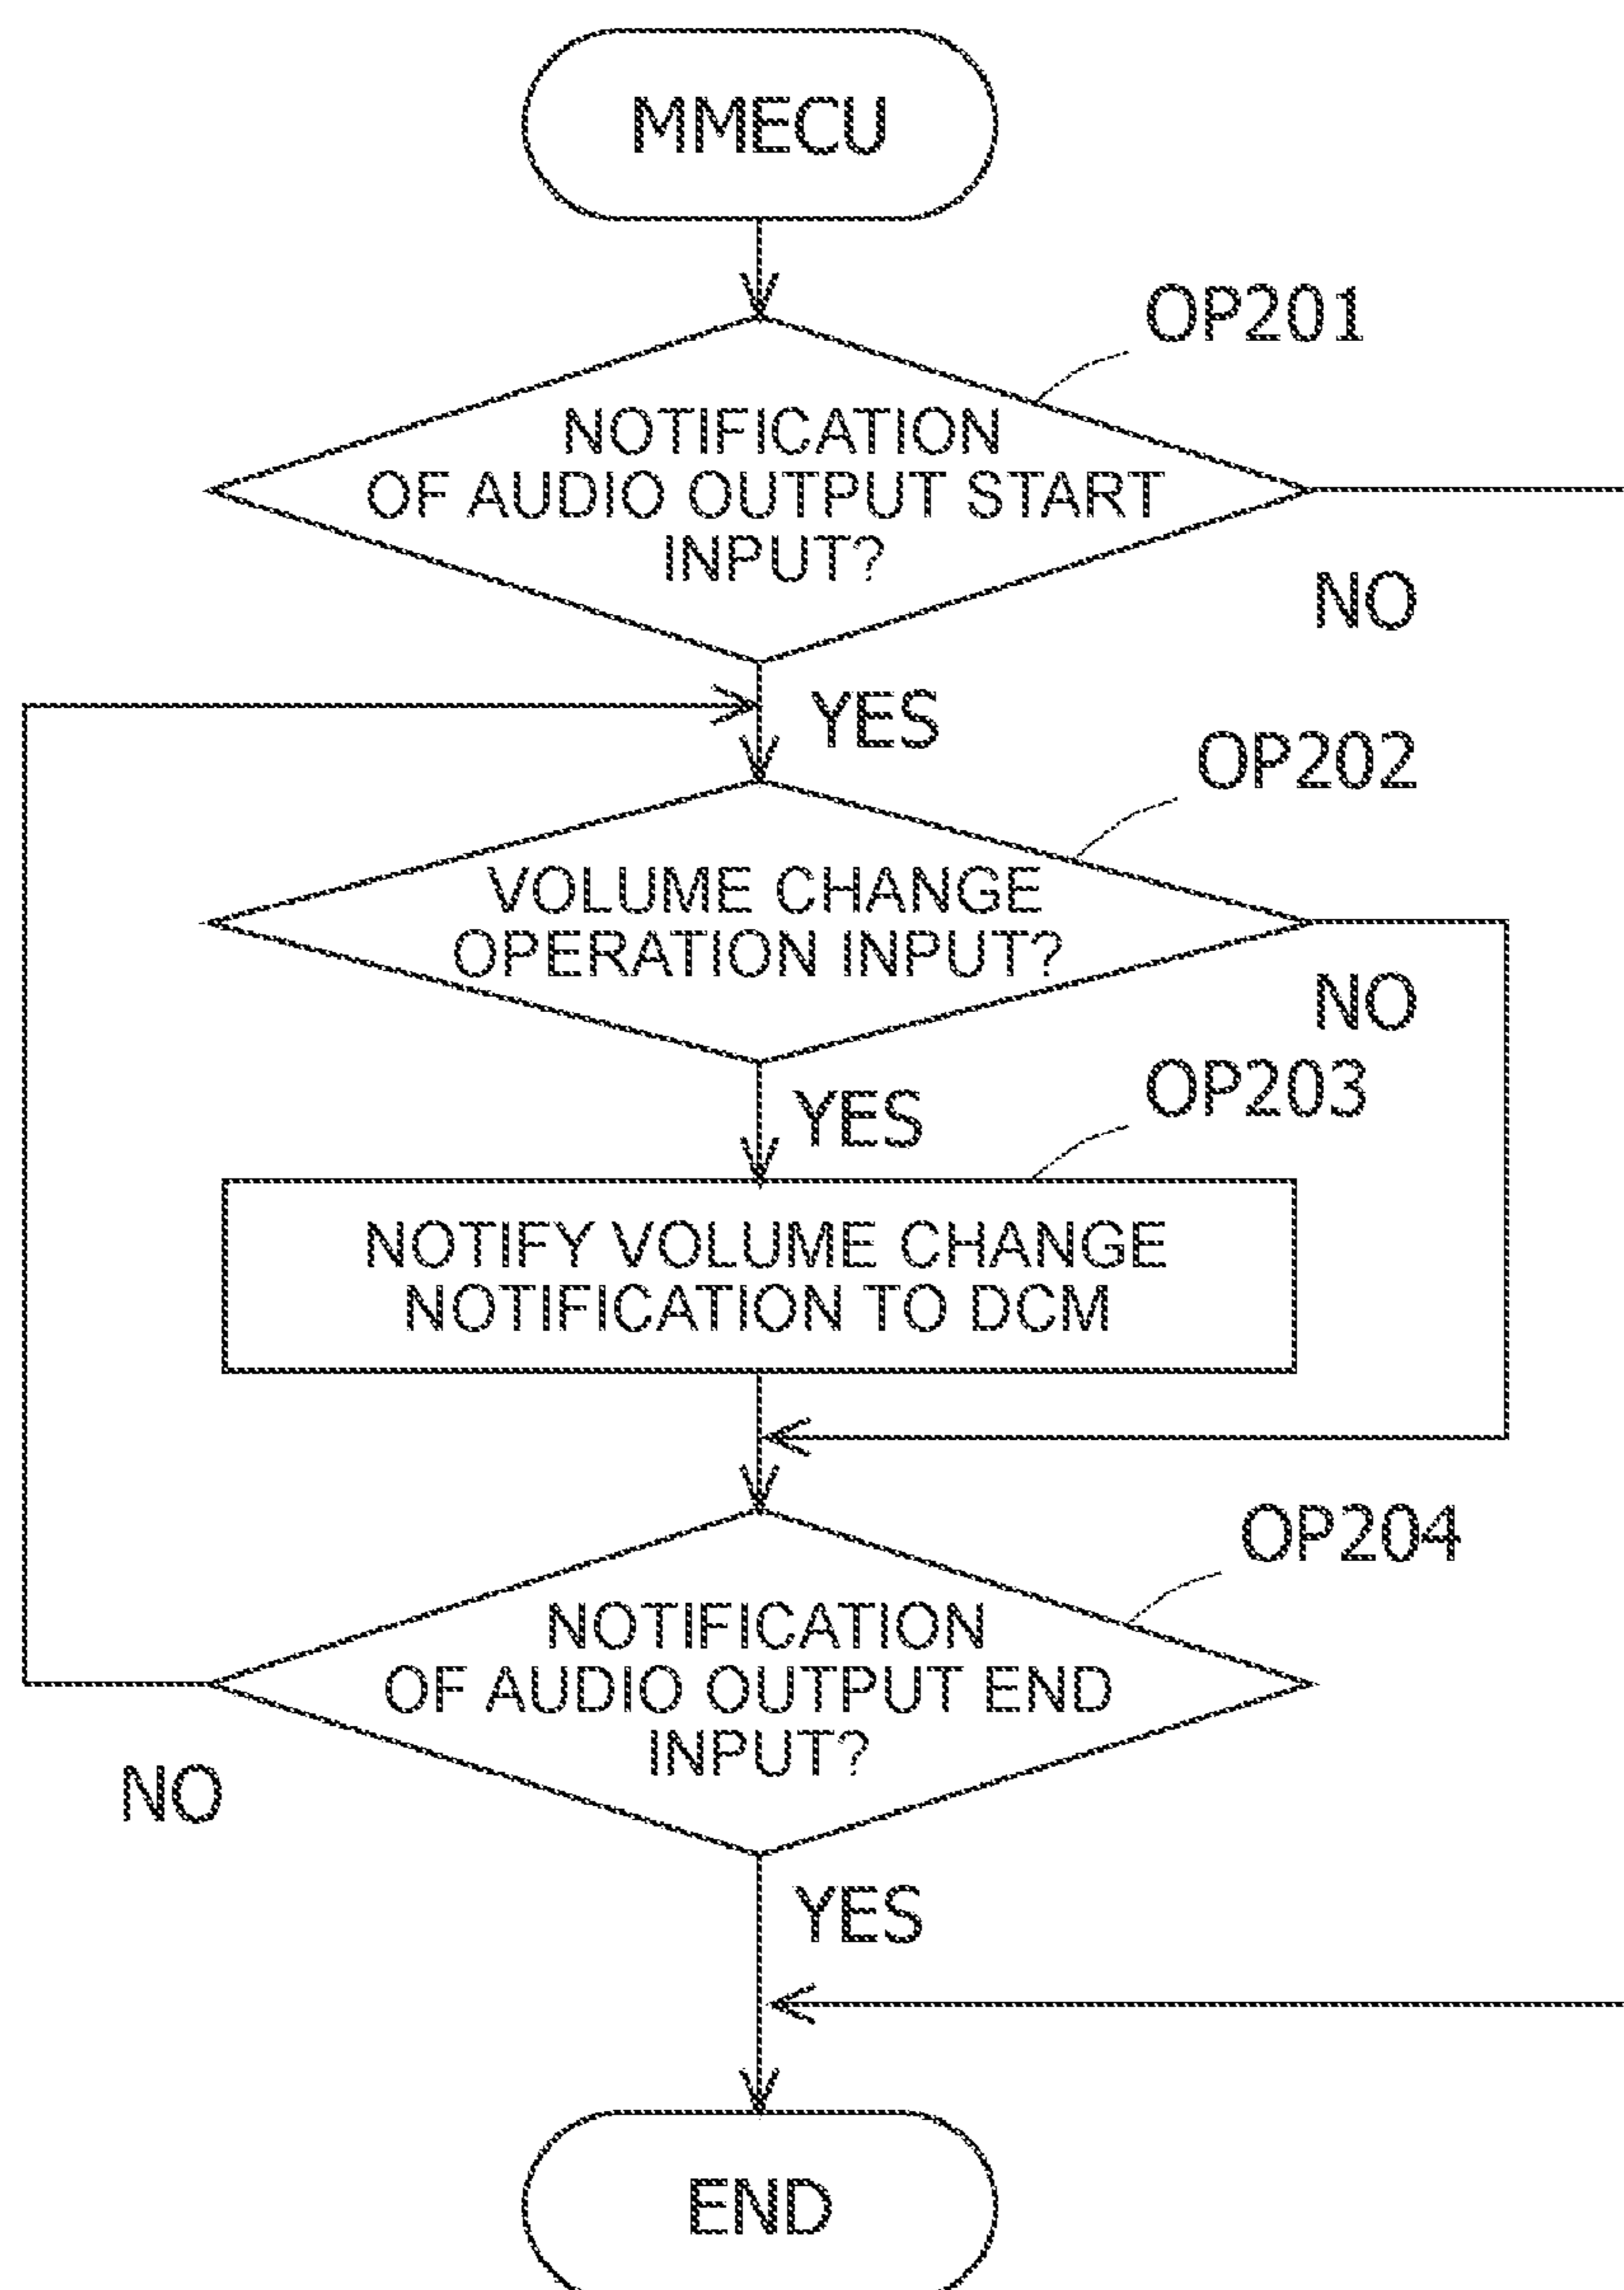 MMECU
OP201
NOTIFICATION
OF AUDIO OUTPUT START
INPUT?
NO
YES
OP202
VOLUME CHANGE
OPERATION INPUT?
NO
YES
OP203
NOTIFY VOLUME CHANGE
NOTIFICATION TO DCM
OP204
NOTIFICATION
OF AUDIO OUTPUT END
INPUT?
NO
YES
END